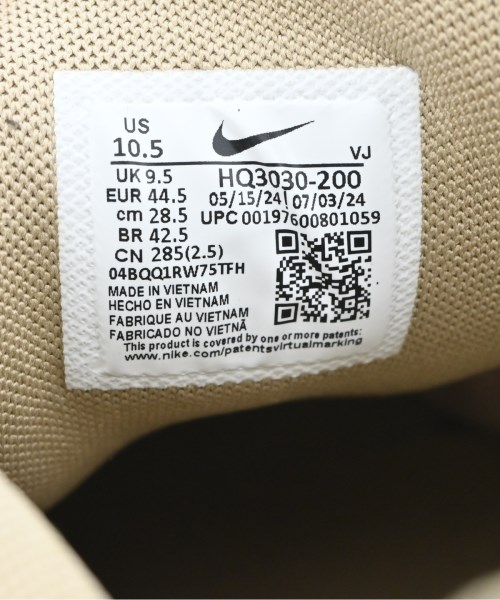 US
10.5
VJ
UK 9.5
HQ3030-200
EUR 44.5
05/15/24 07/03/24
cm 28.5
UPC 00197600801059
BR 42.5
CN 285(2.5)
04BQQ1RW75TFH
MADE IN VIETNAM
HECHO EN VIETNAM
FABRIQUE AU VIETNAM
FABRICADO NO VIETNÃ
This product is covered by one or more patents:
www.nike.com/patentsvirtualmarking